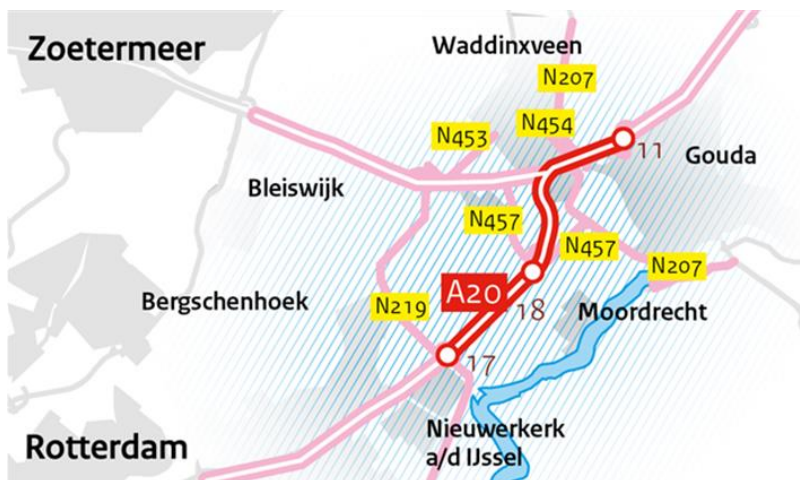 Zoetermeer
Waddinxveen
N207
N454
N453
11
Gouda
Bleiswijk
N457
N457
N207
A20
Bergschenhoek
N219
18
Moordrecht
17
Rotterdam
Nieuwerkerk
a/d IJssel